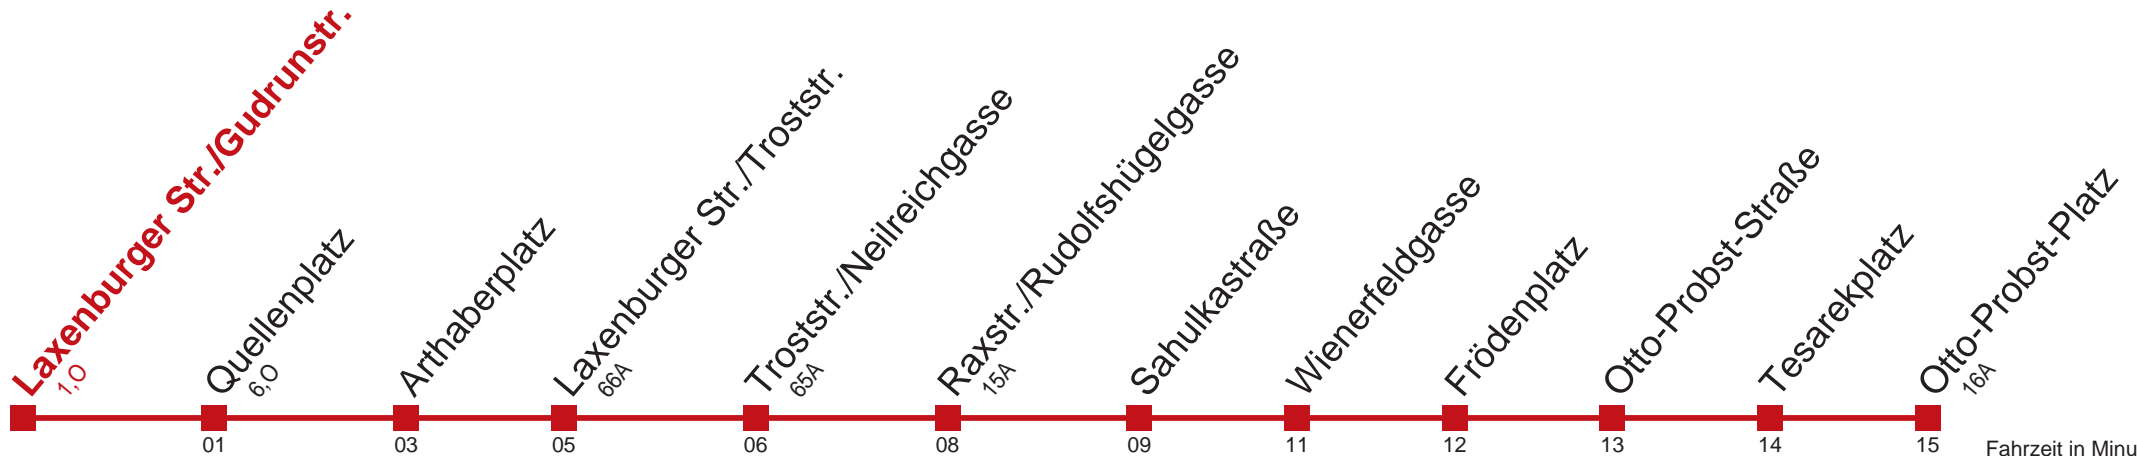 Laxenburger Str./Gudrunstr.
1,O
Quellenplatz
6,O
01
Arthaberplatz
03
Laxenburger Str./Troststr.
66A
05
Troststr./Neilreichgasse
65A
06
Raxstr./Rudolfshügelgasse
15A
08
Sahulkastraße
09
Wienerfeldgasse
11
Frödenplatz
12
Otto-Probst-Straße
13
Tesarekplatz
14
Otto-Probst-Platz
16A
15
Fahrzeit in Minu